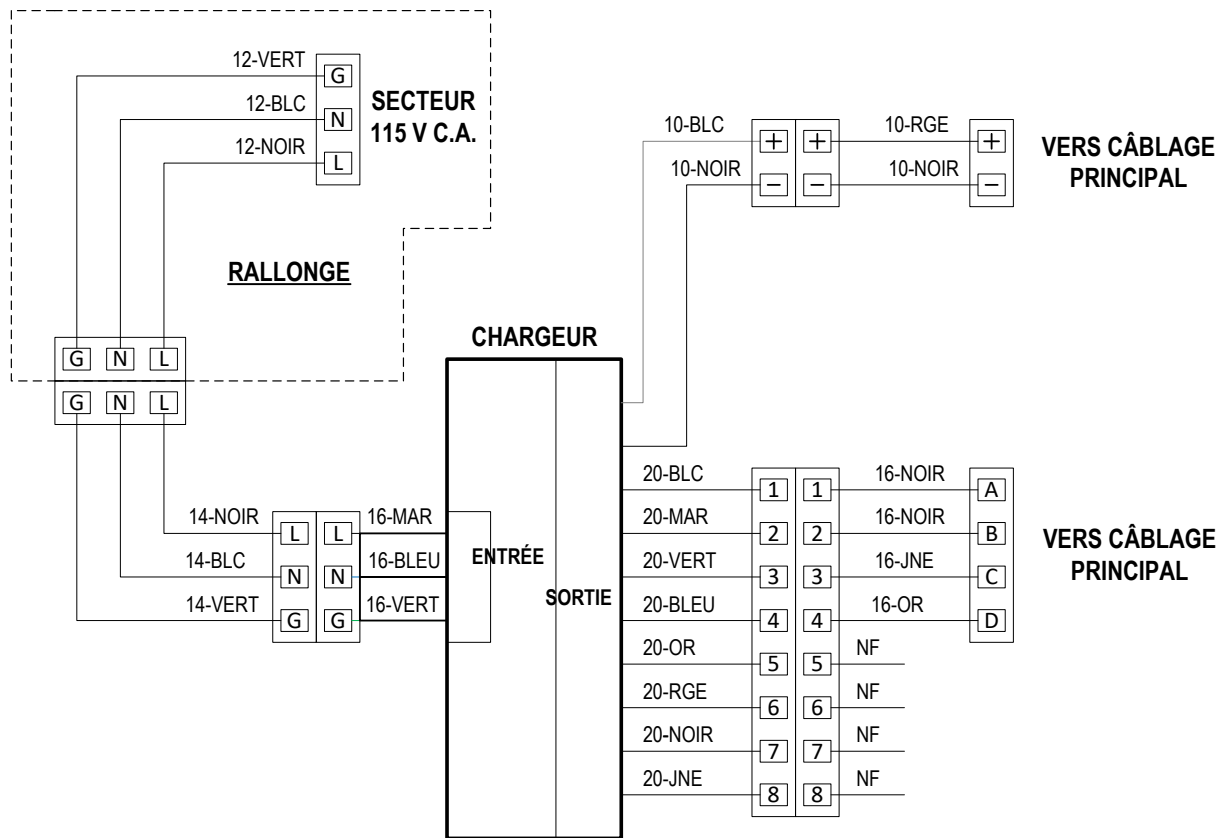 12-VERT
G
12-BLC
N
12-NOIR
L
SECTEUR
115 V C.A.
RALLONGE
G N L
G N L
14-NOIR L L 16-MAR
14-BLC N N 16-BLEU
14-VERT G G 16-VERT
CHARGEUR
ENTRÉE
SORTIE
10-BLC + + 10-RGE +
10-NOIR − − 10-NOIR −
VERS CÂBLAGE
PRINCIPAL
20-BLC 1 1 16-NOIR A
20-MAR 2 2 16-NOIR B
20-VERT 3 3 16-JNE C
20-BLEU 4 4 16-OR D
20-OR 5 5 NF
20-RGE 6 6 NF
20-NOIR 7 7 NF
20-JNE 8 8 NF
VERS CÂBLAGE
PRINCIPAL